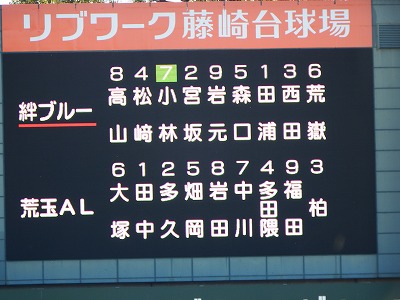 リブワーク藤崎台球場
8 4 7 2 9 5 1 3 6
絆ブルー
高山 松崎 小林 宮坂 岩元 森口 田浦 西田 荒嶽
6 1 2 5 8 7 4 9 3
荒玉AL
大塚 田中 多久 畑岡 岩田 中川 多田隈 福田 柏